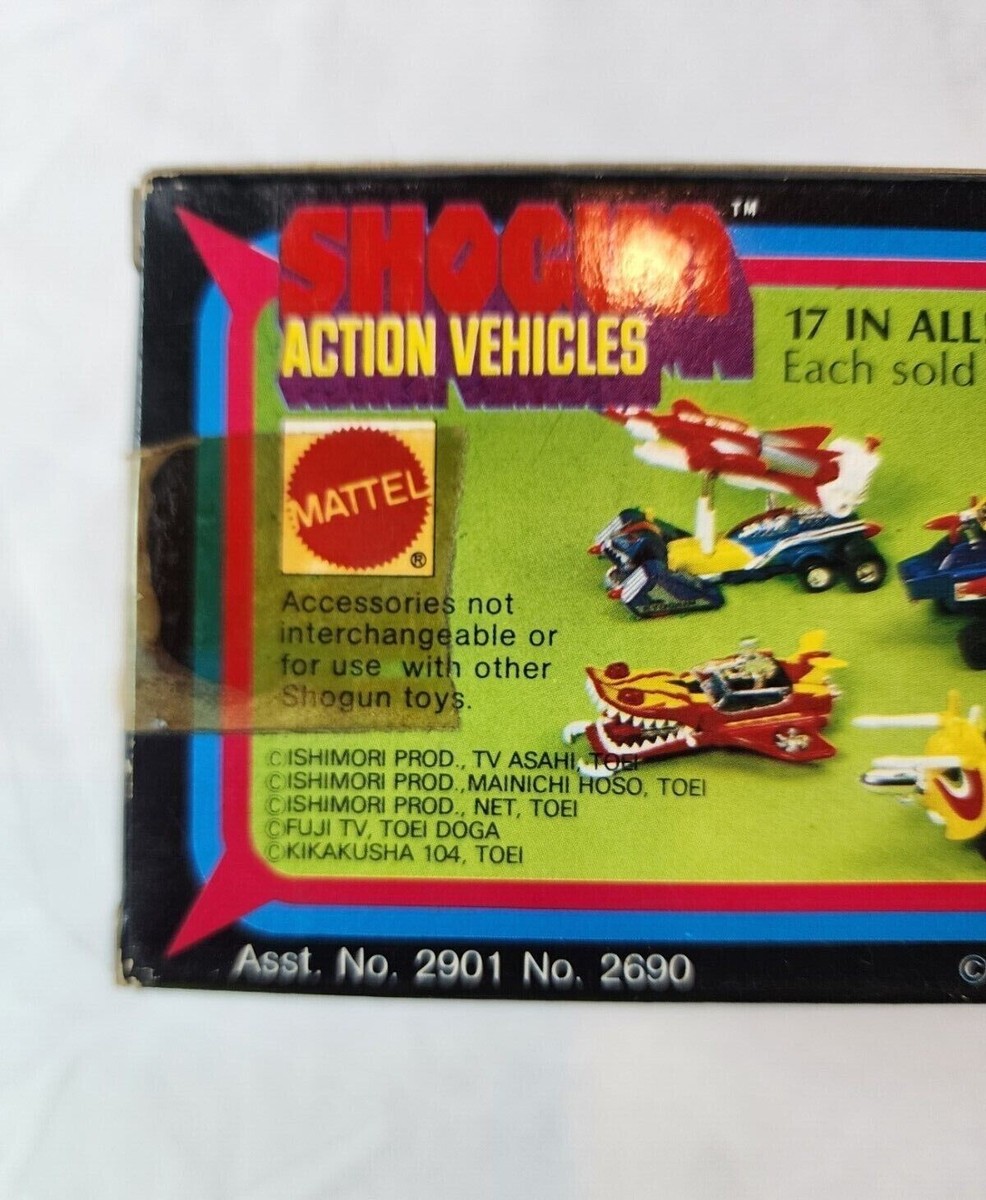 SHOGUN™
ACTION VEHICLES
17 IN ALL!
Each sold
MATTEL®
Accessories not
interchangeable or
for use with other
Shogun toys.
©ISHIMORI PROD., TV ASAHI, TOEI
©ISHIMORI PROD., MAINICHI HOSO, TOEI
©ISHIMORI PROD., NET, TOEI
©FUJI TV, TOEI DOGA
©KIKAKUSHA 104, TOEI
Asst. No. 2901 No. 2690
©